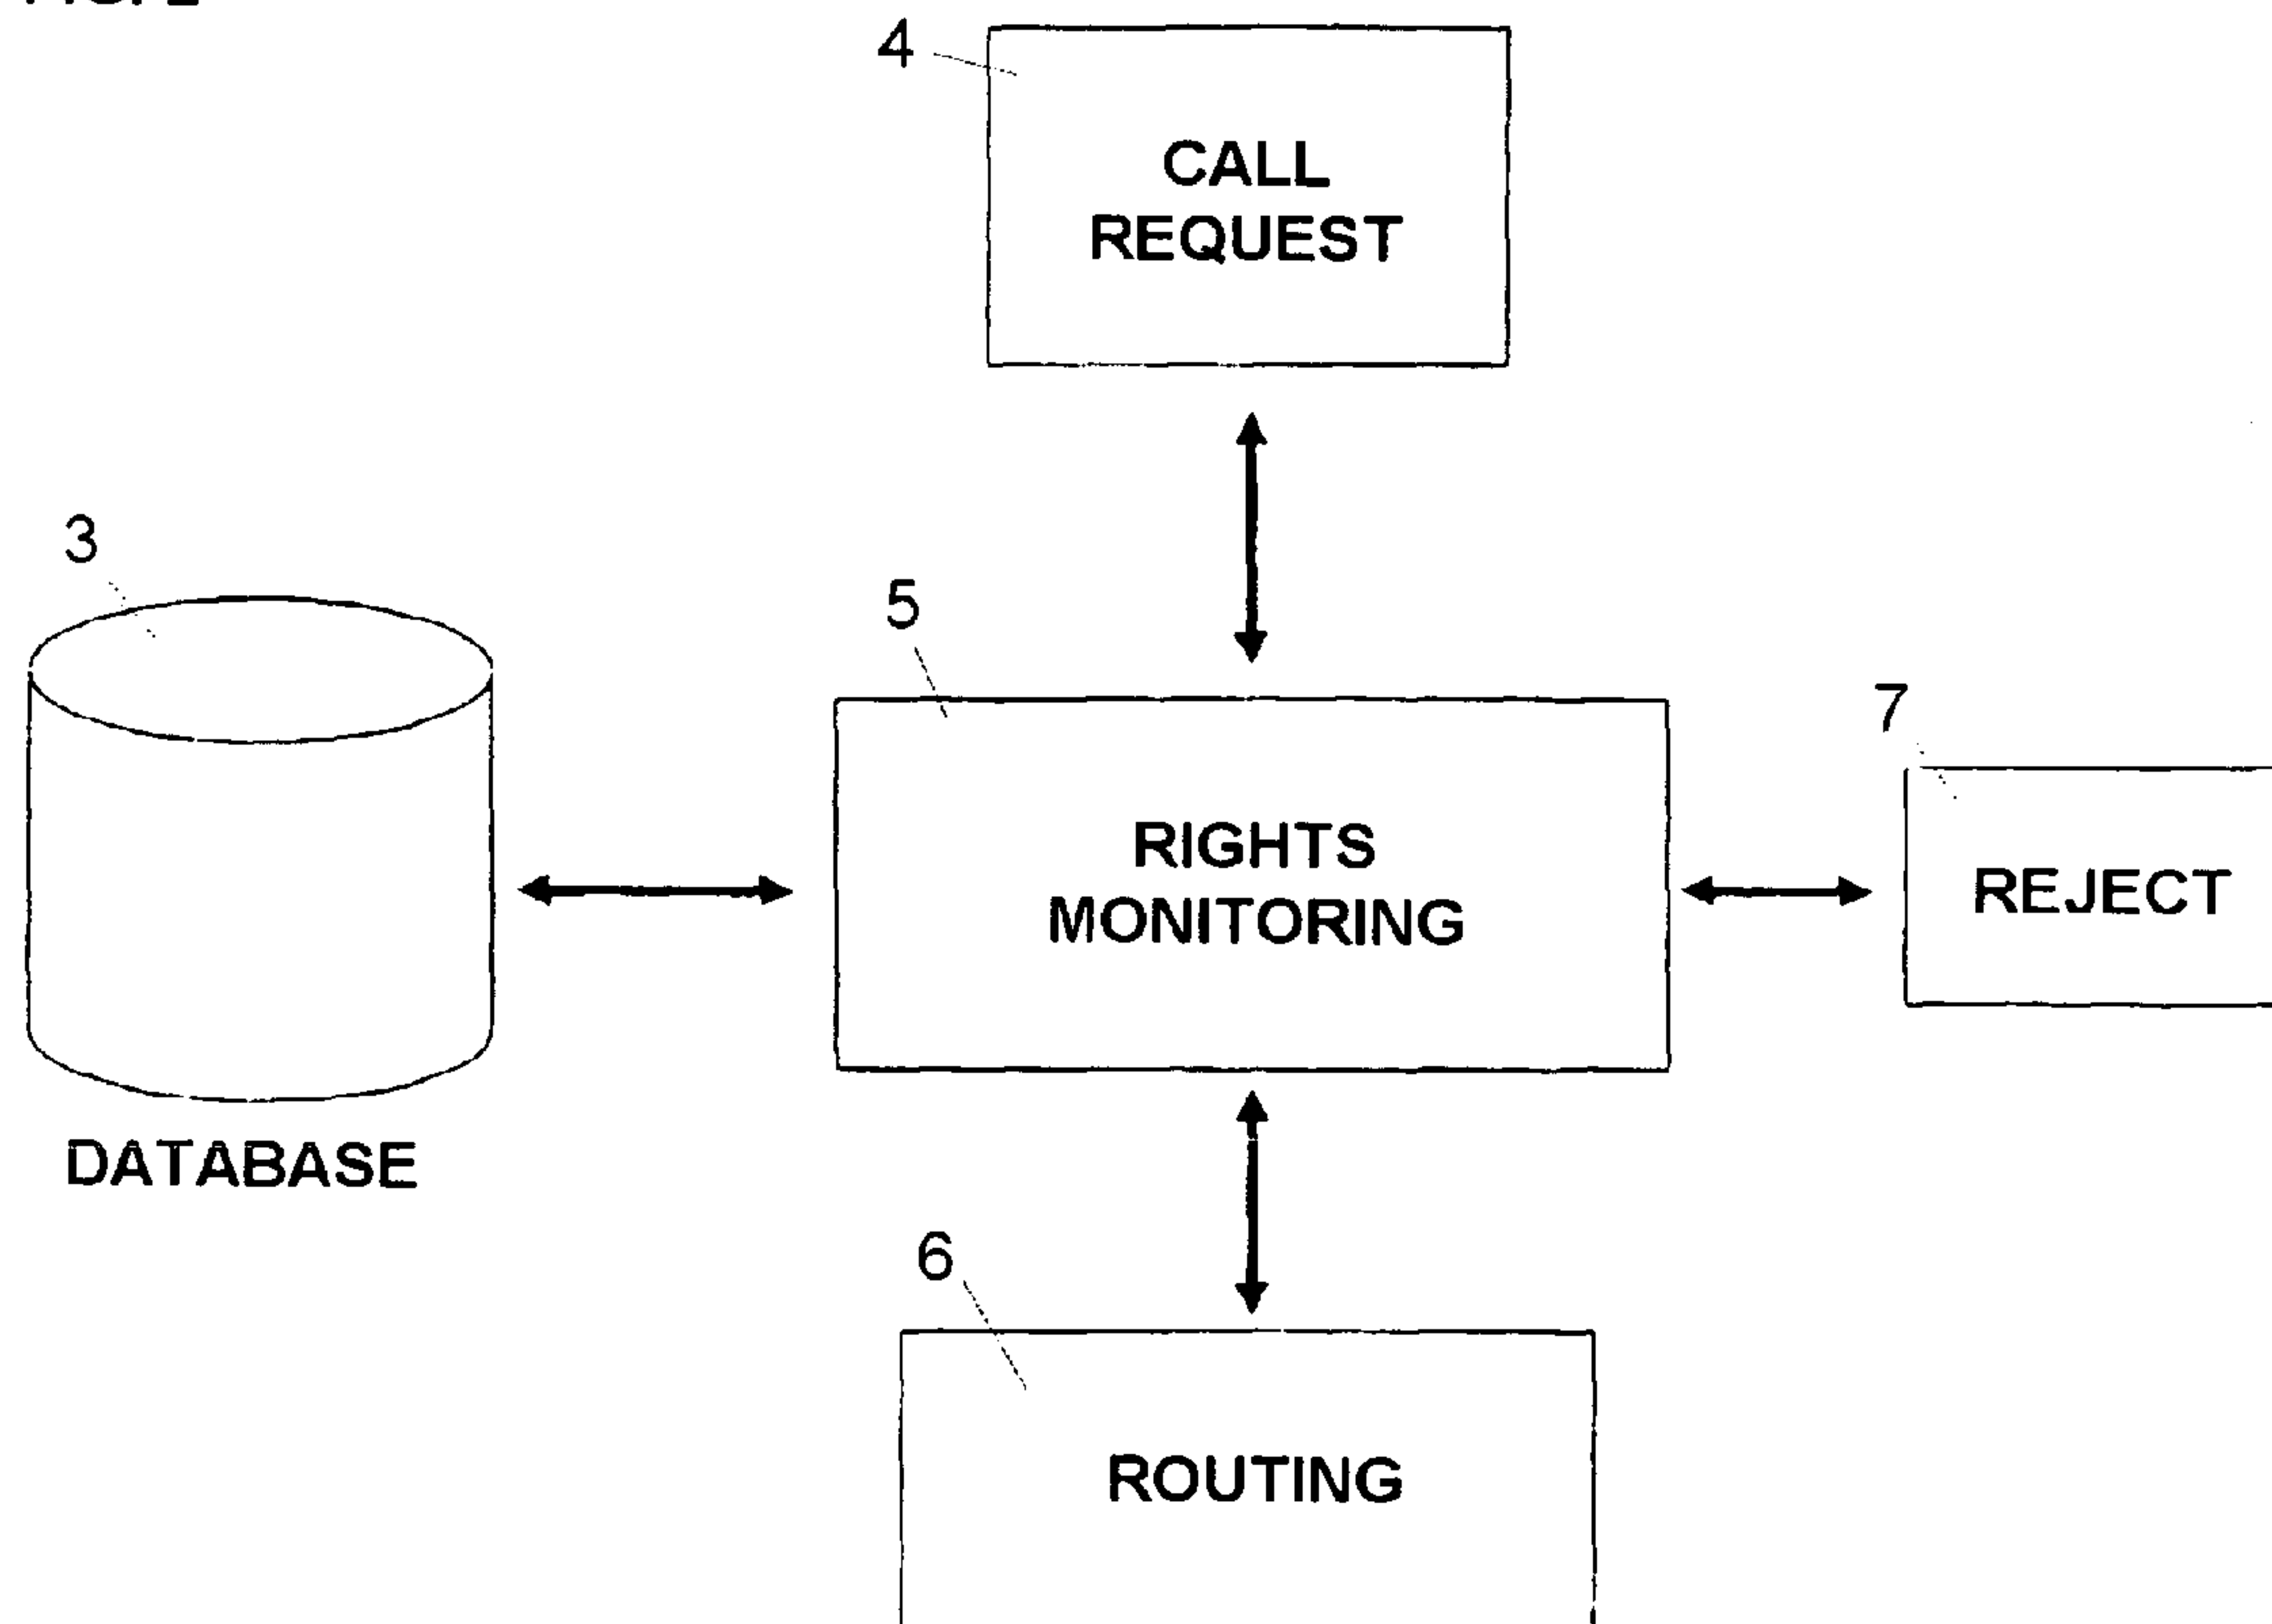 4
CALL
REQUEST
3
5
7
RIGHTS
MONITORING
REJECT
DATABASE
6
ROUTING